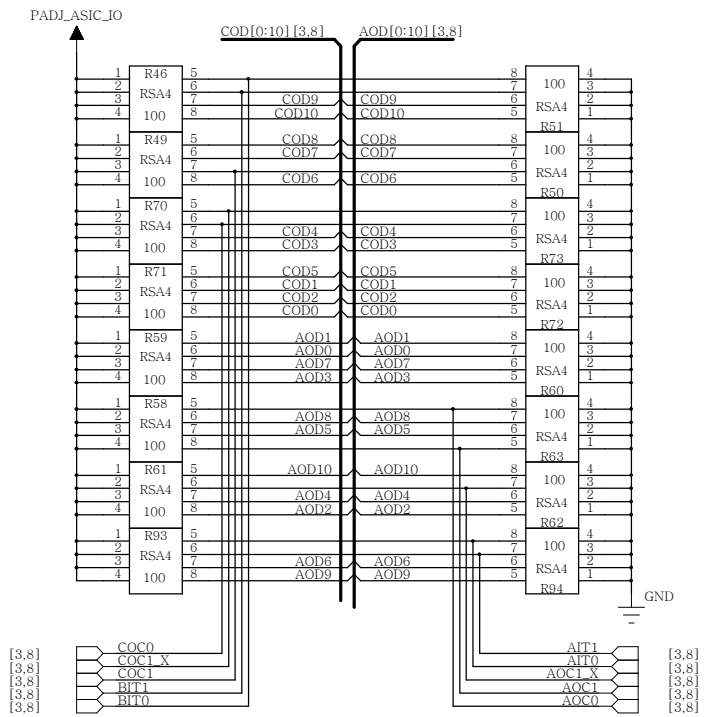 PADJ_ASIC_IO
COD[0:10] [3,8] AOD[0:10] [3,8]
1 R46 5 8 100 4
2 RSA4 6 7 3
3 7 COD9 COD9 6 RSA4 2
4 100 8 COD10 COD10 5 R51 1
1 R49 5 COD8 COD8 8 100 4
2 RSA4 6 COD7 COD7 7 3
3 7 6 RSA4 2
4 100 8 COD6 COD6 5 R50 1
1 R70 5 8 100 4
2 RSA4 6 7 3
3 7 COD4 COD4 6 RSA4 2
4 100 8 COD3 COD3 5 R73 1
1 R71 5 COD5 COD5 8 100 4
2 RSA4 6 COD1 COD1 7 3
3 7 COD2 COD2 6 RSA4 2
4 100 8 COD0 COD0 5 R72 1
1 R59 5 AOD1 AOD1 8 100 4
2 RSA4 6 AOD0 AOD0 7 3
3 7 AOD7 AOD7 6 RSA4 2
4 100 8 AOD3 AOD3 5 R60 1
1 R58 5 8 100 4
2 RSA4 6 AOD8 AOD8 7 3
3 7 AOD5 AOD5 6 RSA4 2
4 100 8 5 R63 1
1 R61 5 AOD10 AOD10 8 100 4
2 RSA4 6 7 3
3 7 AOD4 AOD4 6 RSA4 2
4 100 8 AOD2 AOD2 5 R62 1
1 R93 5 8 100 4
2 RSA4 6 7 3
3 7 AOD6 AOD6 6 RSA4 2
4 100 8 AOD9 AOD9 5 R94 1
GND
[3,8] COC0 AIT1 [3,8]
[3,8] COC1_X AIT0 [3,8]
[3,8] COC1 AOC1_X [3,8]
[3,8] BIT1 AOC1 [3,8]
[3,8] BIT0 AOC0 [3,8]